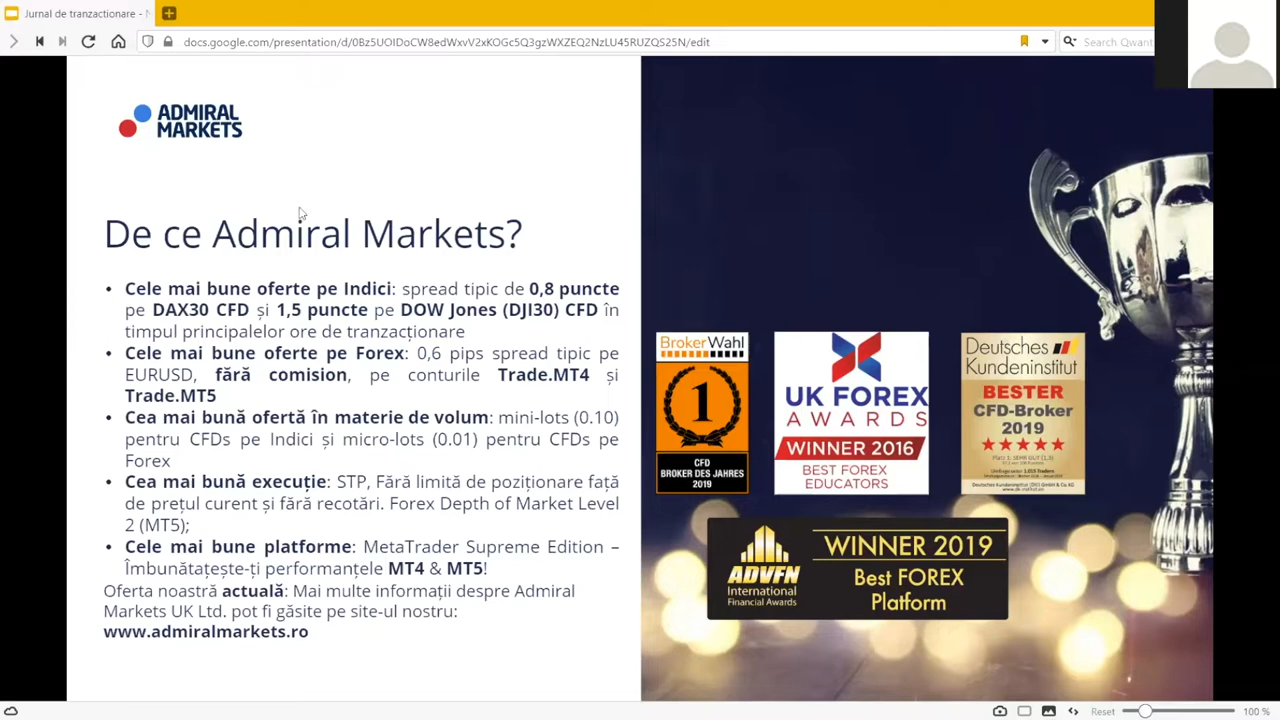 Jurnal de tranzactionare -
docs.google.com/presentation/d/0Bz5UOIDoCW8edWxvV2xKOGc5Q3gzWXZEQ2NzLU45RUZQS25N/edit
Search Qwant
ADMIRAL
MARKETS
De ce Admiral Markets?
• Cele mai bune oferte pe Indici: spread tipic de 0,8 puncte
pe DAX30 CFD și 1,5 puncte pe DOW Jones (DJI30) CFD în
timpul principalelor ore de tranzacționare
• Cele mai bune oferte pe Forex: 0,6 pips spread tipic pe
EURUSD, fără comision, pe conturile Trade.MT4 și
Trade.MT5
• Cea mai bună ofertă în materie de volum: mini-lots (0.10)
pentru CFDs pe Indici și micro-lots (0.01) pentru CFDs pe
Forex
• Cea mai bună execuție: STP, Fără limită de poziționare față
de prețul curent și fără recotări. Forex Depth of Market Level
2 (MT5);
• Cele mai bune platforme: MetaTrader Supreme Edition –
Îmbunătațește-ți performanțele MT4 & MT5!
Oferta noastră actuală: Mai multe informații despre Admiral
Markets UK Ltd. pot fi găsite pe site-ul nostru:
www.admiralmarkets.ro
BrokerWahl
1
CFD
BROKER DES JAHRES
2019
UK FOREX
AWARDS
WINNER 2016
BEST FOREX
EDUCATORS
Deutsches
Kundeninstitut
BESTER
CFD-Broker
2019
ADVFN
International
Financial Awards
WINNER 2019
Best FOREX
Platform
Reset
100 %